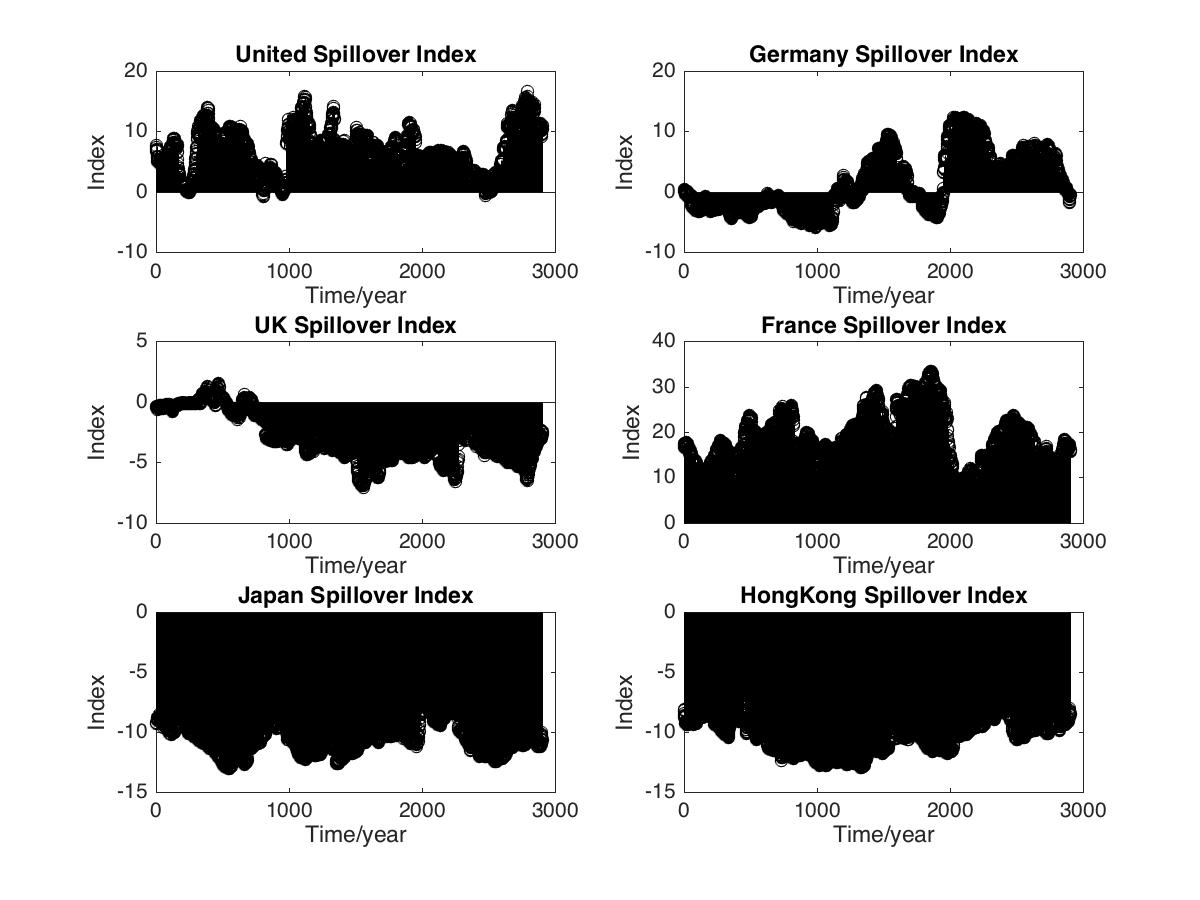 United Spillover Index
20
10
0
-10
Index
0 1000 2000 3000
Time/year
Germany Spillover Index
20
10
0
-10
Index
0 1000 2000 3000
Time/year
UK Spillover Index
5
0
-5
-10
Index
0 1000 2000 3000
Time/year
France Spillover Index
40
30
20
10
0
Index
0 1000 2000 3000
Time/year
Japan Spillover Index
0
-5
-10
-15
Index
0 1000 2000 3000
Time/year
HongKong Spillover Index
0
-5
-10
-15
Index
0 1000 2000 3000
Time/year